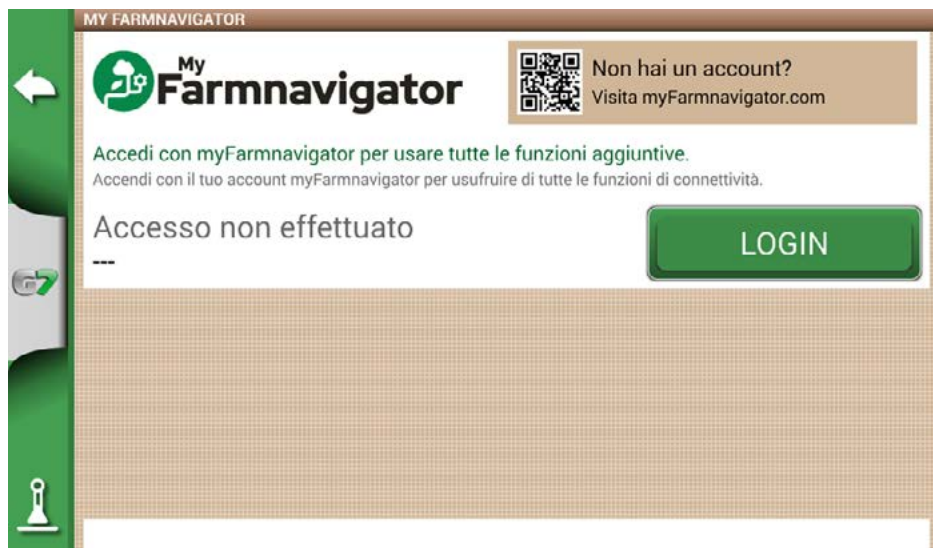 MY FARMNAVIGATOR
My
Farmnavigator
Non hai un account?
Visita myFarmnavigator.com
Accedi con myFarmnavigator per usare tutte le funzioni aggiuntive.
Accendi con il tuo account myFarmnavigator per usufruire di tutte le funzioni di connettività.
Accesso non effettuato
---
LOGIN
G7